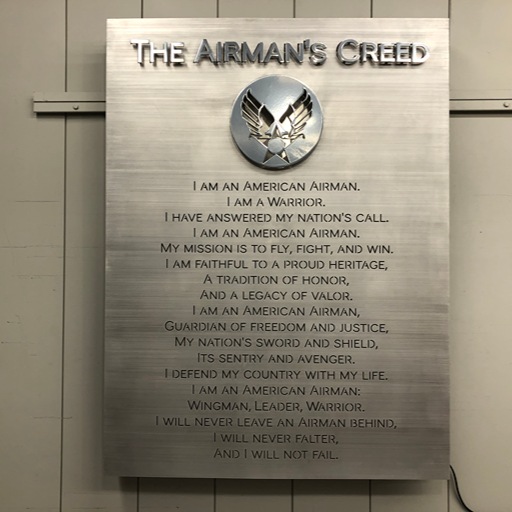 The Airman's Creed
I am an American Airman.
I am a Warrior.
I have answered my nation's call.
I am an American Airman.
My mission is to fly, fight, and win.
I am faithful to a proud heritage,
A tradition of honor,
And a legacy of valor.
I am an American Airman,
Guardian of freedom and justice,
My nation's sword and shield,
Its sentry and avenger.
I defend my country with my life.
I am an American Airman:
Wingman, Leader, Warrior.
I will never leave an Airman behind,
I will never falter,
And I will not fail.